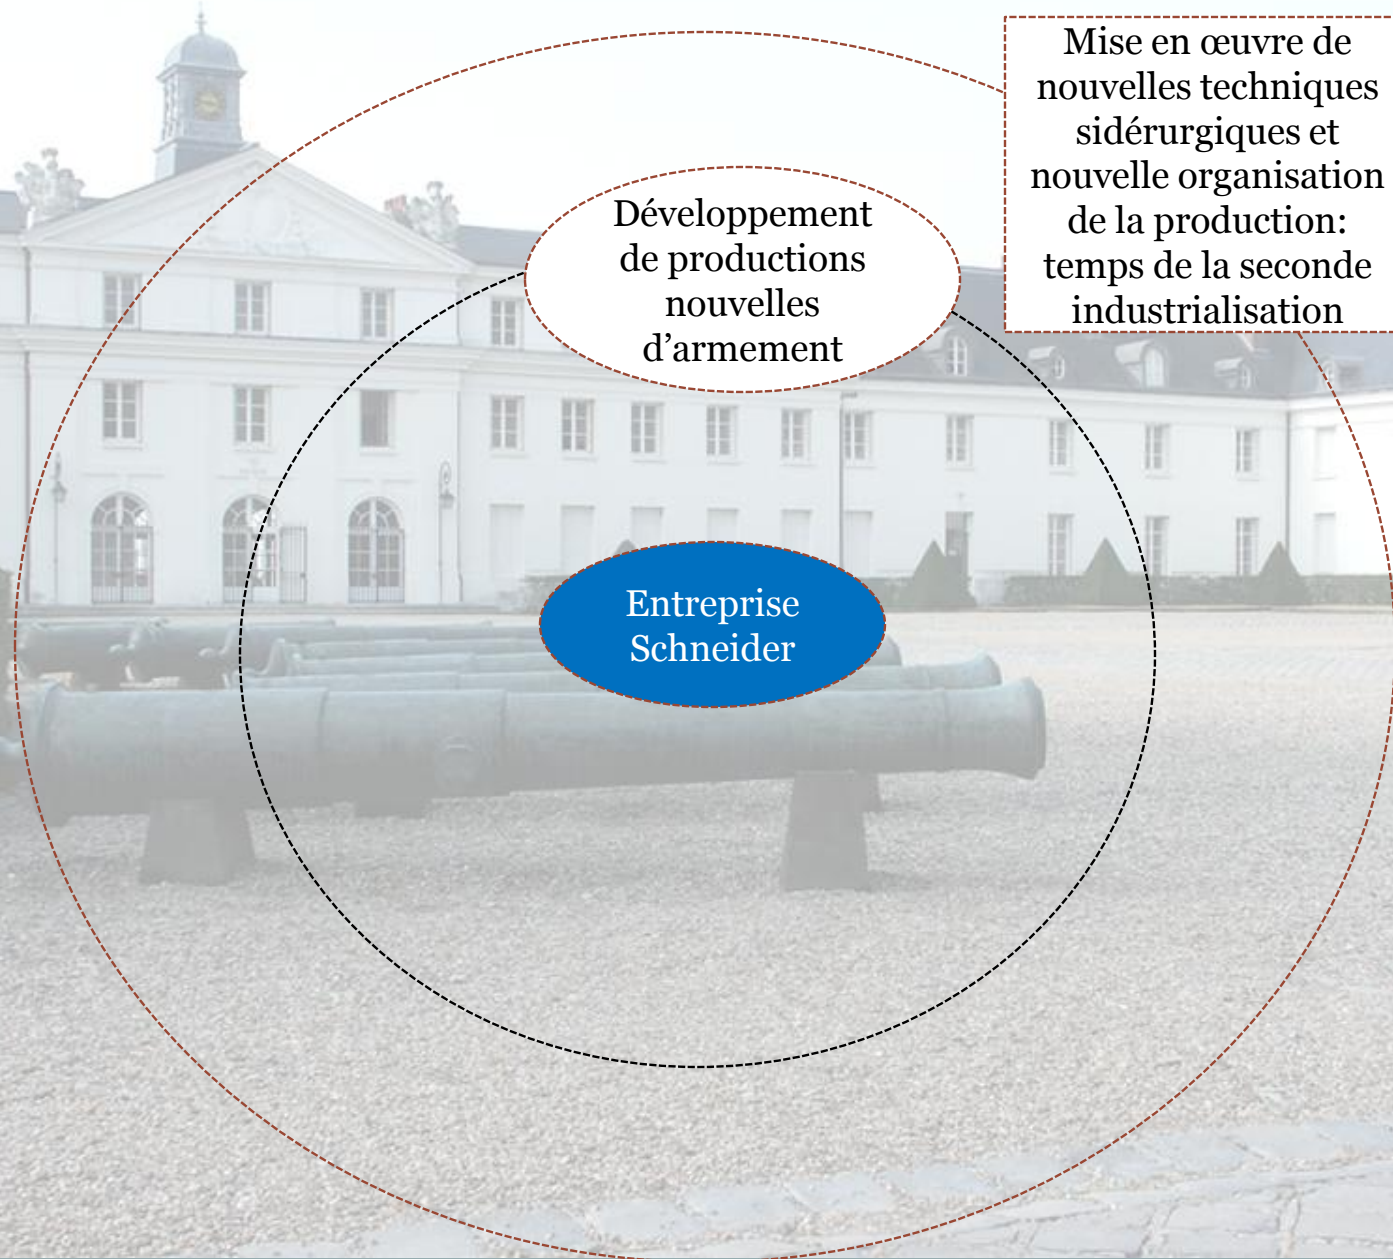 Mise en œuvre de
nouvelles techniques
sidérurgiques et
nouvelle organisation
de la production:
temps de la seconde
industrialisation
Développement
de productions
nouvelles
d’armement
Entreprise
Schneider